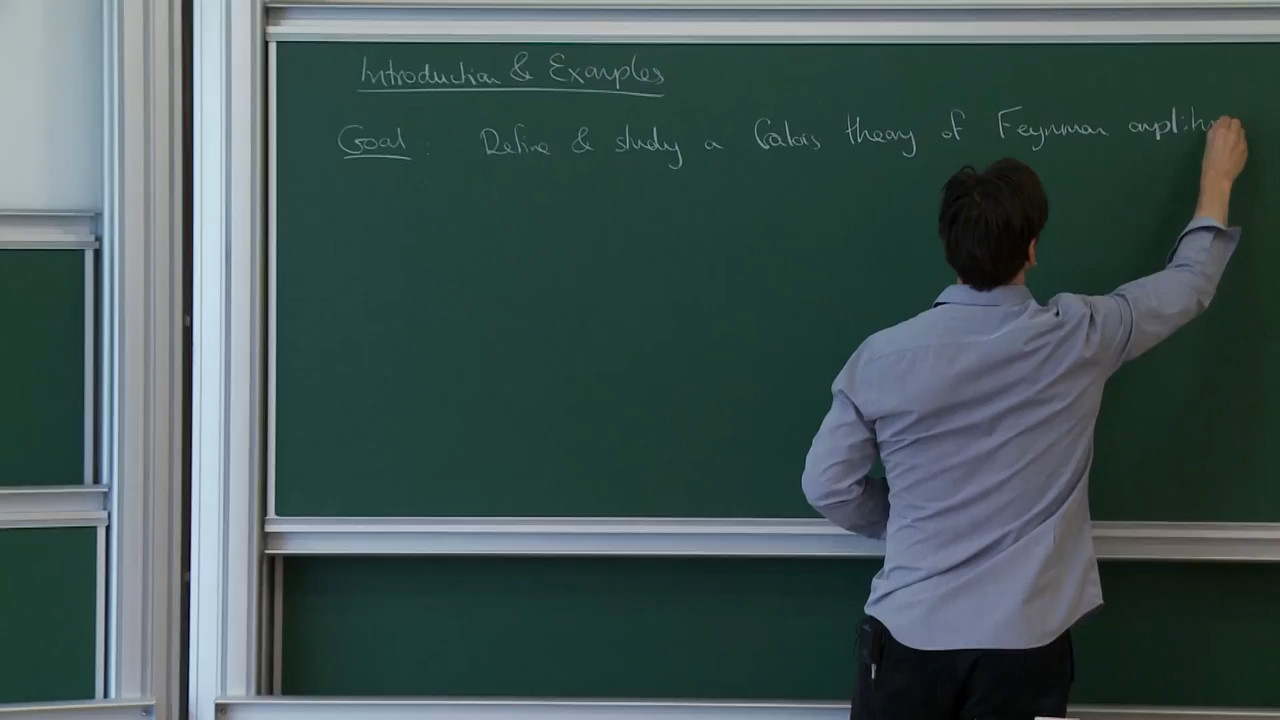 Introduction & Examples
Goal : Define & study a Galois theory of Feynman amplitu